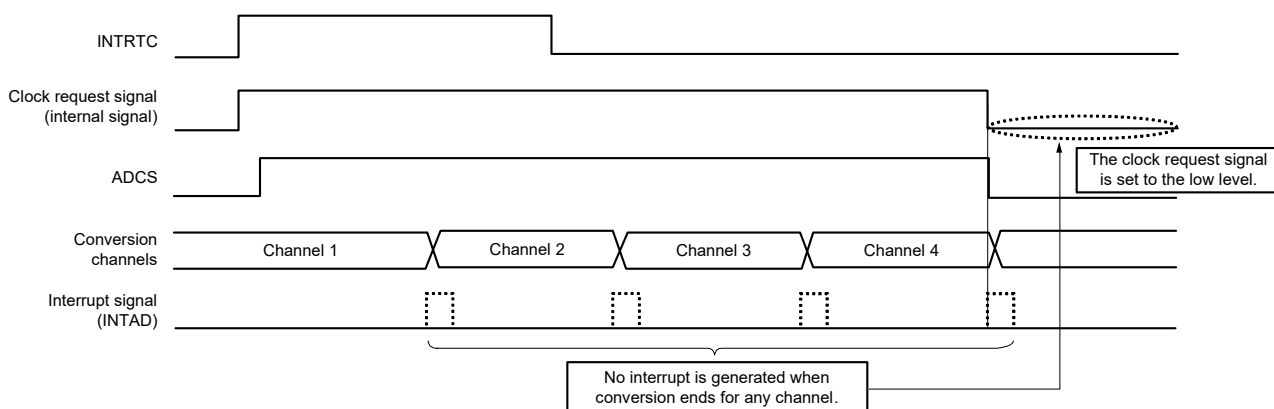 INTRTC
Clock request signal
(internal signal)
The clock request signal
is set to the low level.
ADCS
Conversion
channels
Channel 1
Channel 2
Channel 3
Channel 4
Interrupt signal
(INTAD)
No interrupt is generated when
conversion ends for any channel.